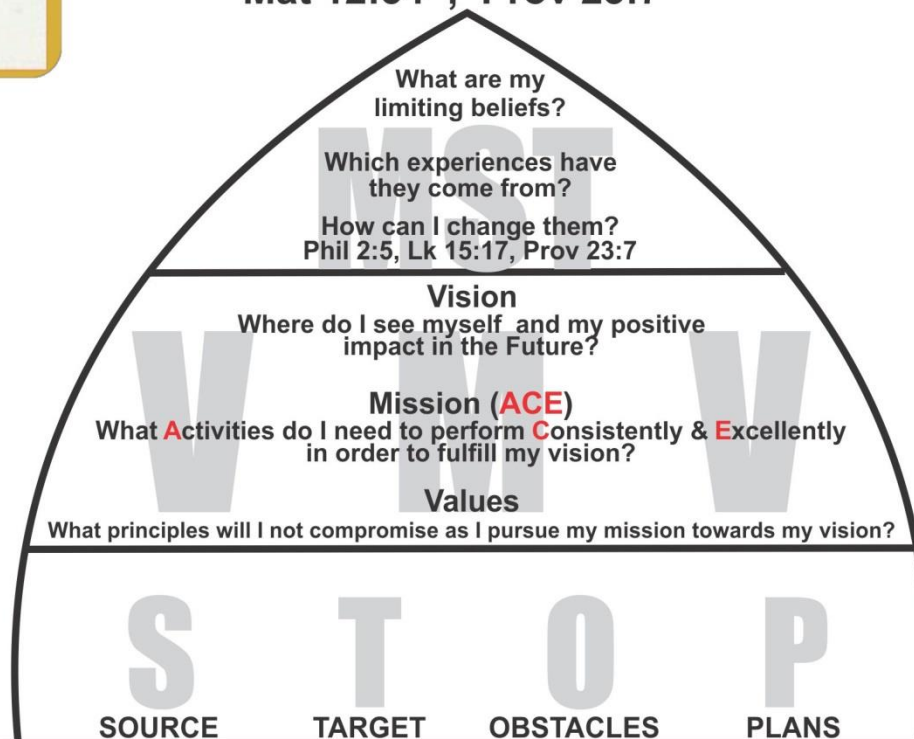 What are my
limiting beliefs?
MST
Which experiences have
they come from?
How can I change them?
Phil 2:5, Lk 15:17, Prov 23:7
Vision
Where do I see myself and my positive
impact in the Future?
V M V
Mission (ACE)
What Activities do I need to perform Consistently & Excellently
in order to fulfill my vision?
Values
What principles will I not compromise as I pursue my mission towards my vision?
S T O P
SOURCE TARGET OBSTACLES PLANS